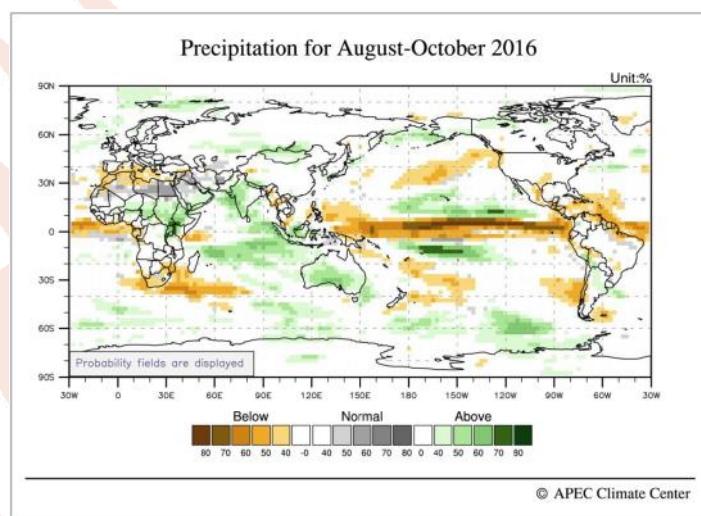 Precipitation for August-October 2016
Unit:%
90N
60N
30N
0
30S
60S
90S
Probability fields are displayed
30W 0 30E 60E 90E 120E 150E 180 150W 120W 90W 60W 30W
Below Normal Above
80 70 60 50 40 -0 40 50 60 70 80 0 40 50 60 70 80
© APEC Climate Center